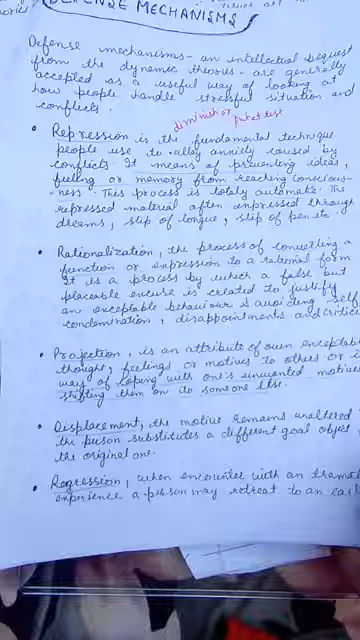 DEFENSE MECHANISMS
Defense mechanisms - an intellectual bequest
from the dynamic theories - are generally
accepted as a useful way of looking at
how people handle stressful situation and
conflicts.
diminish or
• Repression is the fundamental technique
people use to allay anxiety caused by
conflicts. It means of preventing ideas,
feeling or memory from reaching conscious-
ness. This process is totaly automatic. The
repressed material often expressed through
dreams, slip of tongue, slip of pen etc.
• Rationalization, the process of converting a
function or expression to a rational form
It is a process by which a false but
excuse is created to justify
an exceptable behaviour & avoiding self
condemnation, disappointments and
• Projection, is an attribute of own
thought, feelings or motives to others or
way of coping with one's unwanted motives
shifting them on to someone else.
• Displacement, the motive remains unaltered
the person substitutes a different goal object
the original one.
• Regression, when encounter with an
experience a person may retreat to an